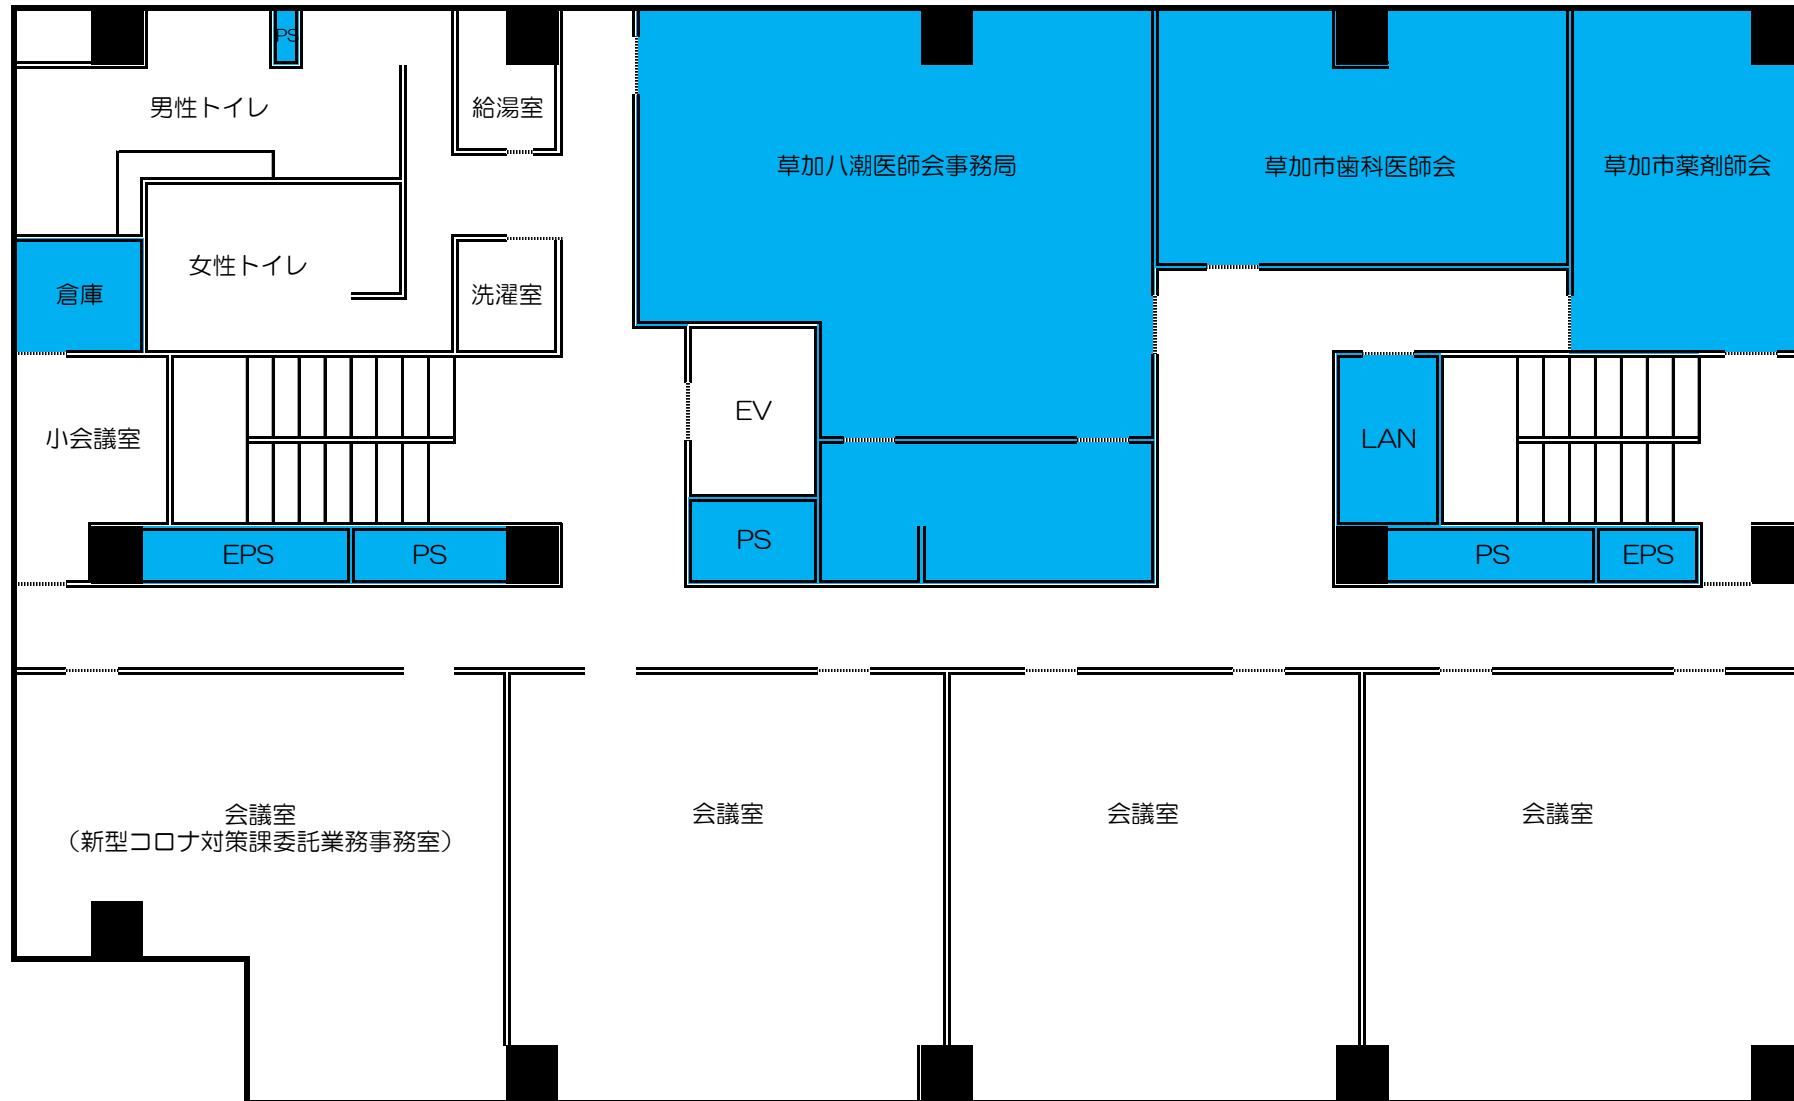 PS
男性トイレ
給湯室
草加八潮医師会事務局
草加市歯科医師会
草加市薬剤師会
女性トイレ
倉庫
洗濯室
EV
小会議室
LAN
PS
EPS
PS
PS
EPS
会議室
（新型コロナ対策課委託業務事務室）
会議室
会議室
会議室